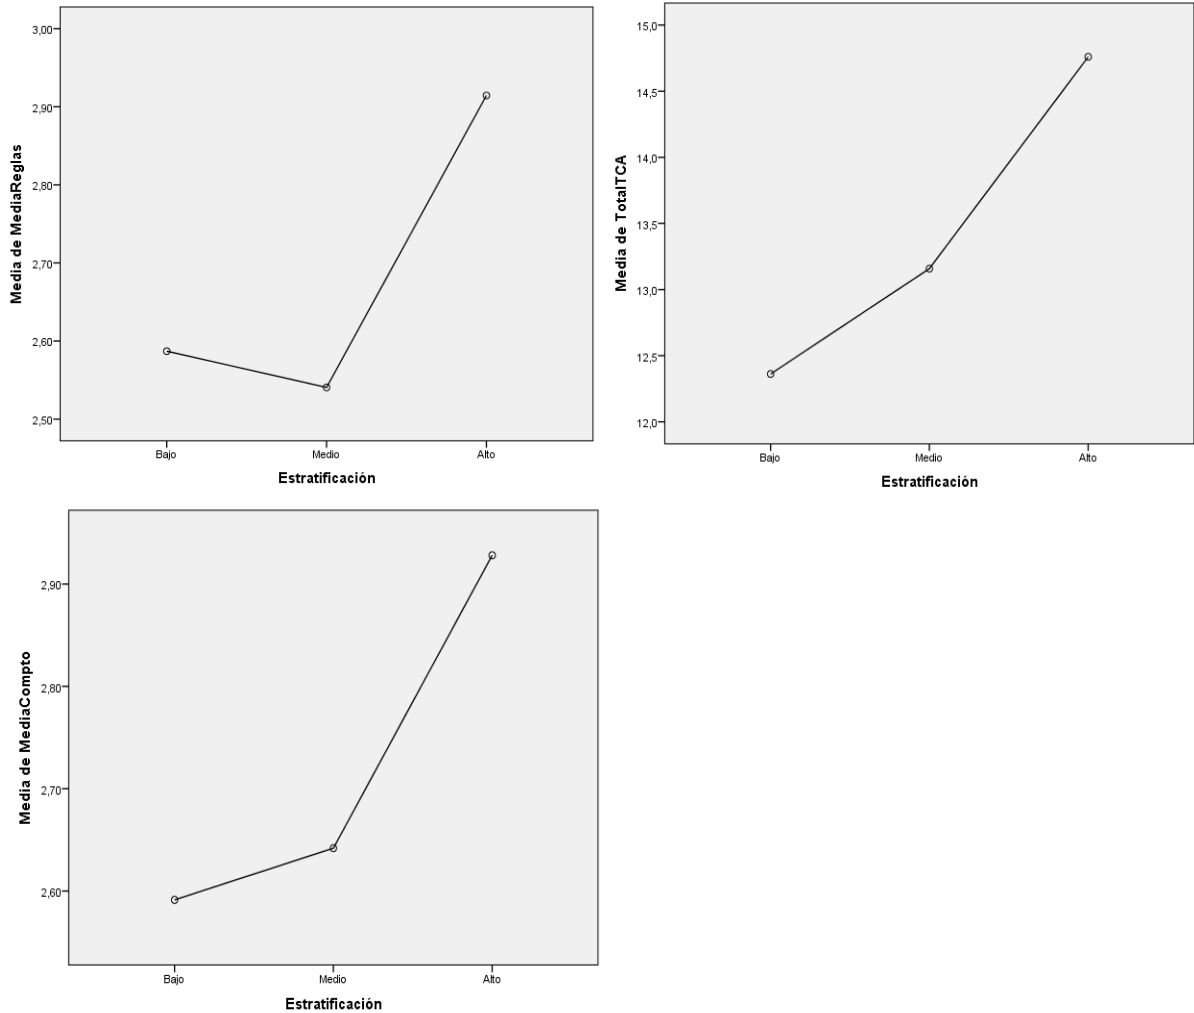 Media de MediaReglas
3,00
2,90
2,80
2,70
2,60
2,50
Bajo Medio Alto
Estratificación
Media de TotalTCA
15,0
14,5
14,0
13,5
13,0
12,5
12,0
Bajo Medio Alto
Estratificación
Media de MediaCompto
2,90
2,80
2,70
2,60
Bajo Medio Alto
Estratificación